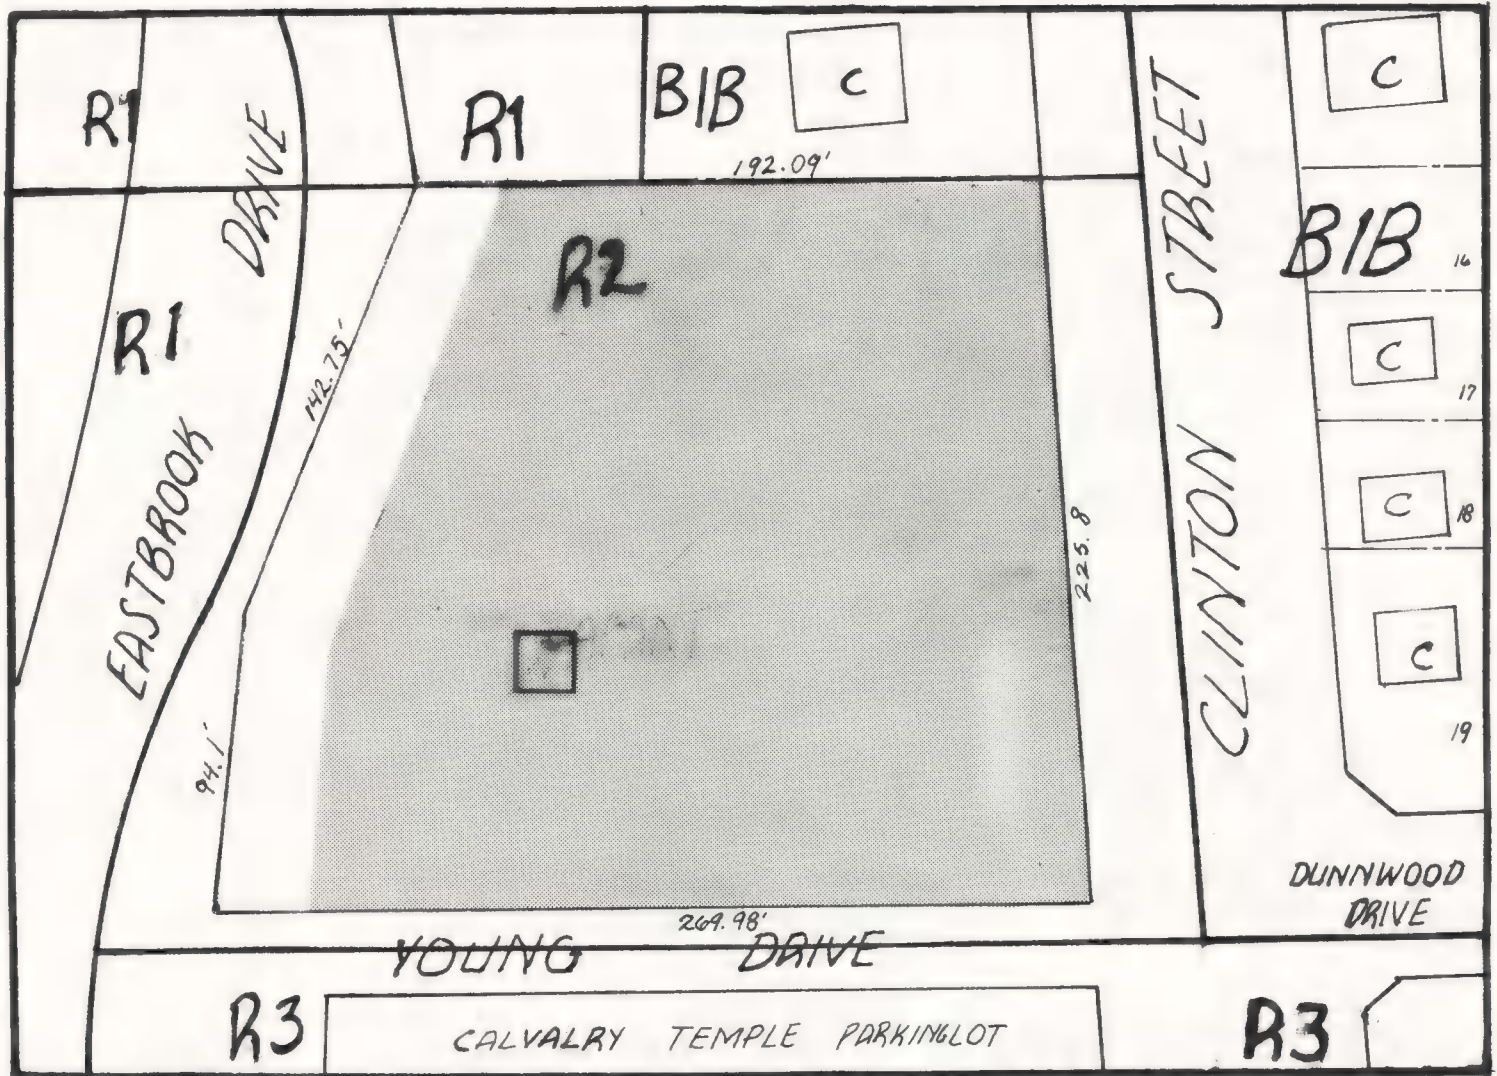 R1
R1
B1B
C
C
192.09'
EASTBROOK DRIVE
R1
R2
142.75'
94.1'
225.8
269.98'
CLINTON STREET
B1B
16
C
17
C
18
C
19
DUNNWOOD
DRIVE
YOUNG DRIVE
R3
CALVALRY TEMPLE PARKINGLOT
R3